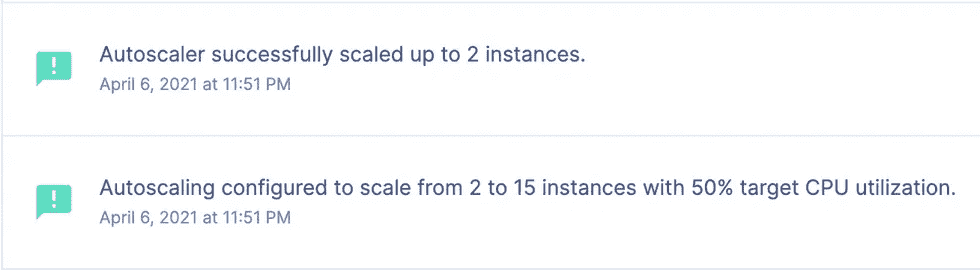 Autoscaler successfully scaled up to 2 instances.
April 6, 2021 at 11:51 PM
Autoscaling configured to scale from 2 to 15 instances with 50% target CPU utilization.
April 6, 2021 at 11:51 PM